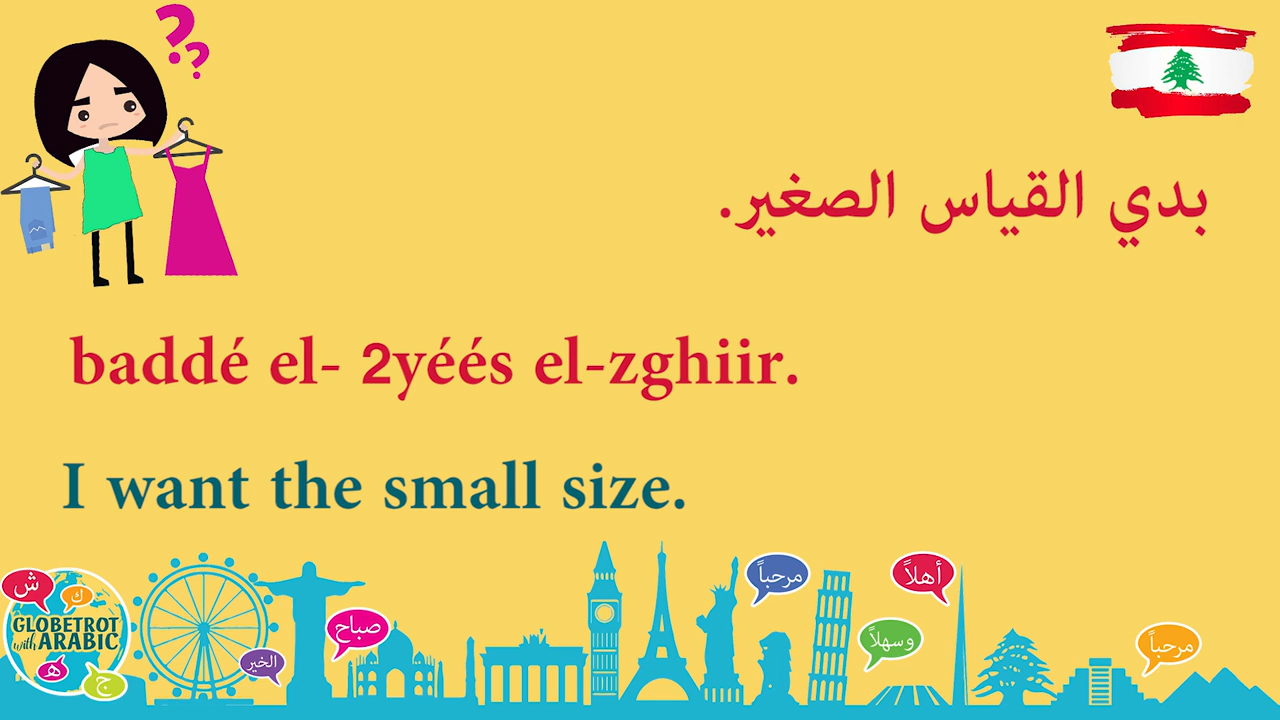 ??
بدي القياس الصغير.
baddé el- 2yéés el-zghiir.
I want the small size.
ش
ك
GLOBETROT
with ARABIC
ه
ج
الخير
صباح
مرحباً
أهلاً
وسهلاً
مرحباً